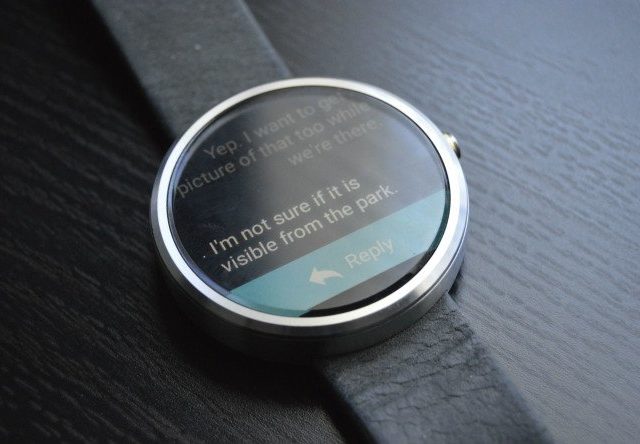 Yep. I want to get
picture of that too while
we're there.
I'm not sure if it is
visible from the park.
Reply